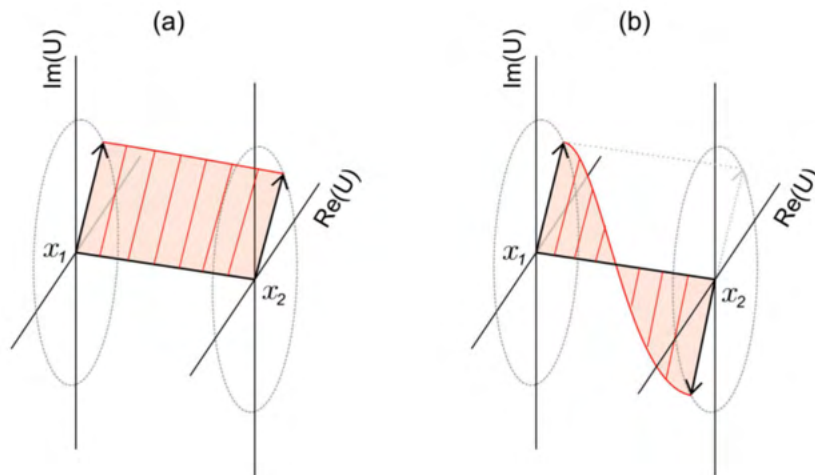 (a)
Im(U)
Re(U)
x₁
x₂
(b)
Im(U)
Re(U)
x₁
x₂